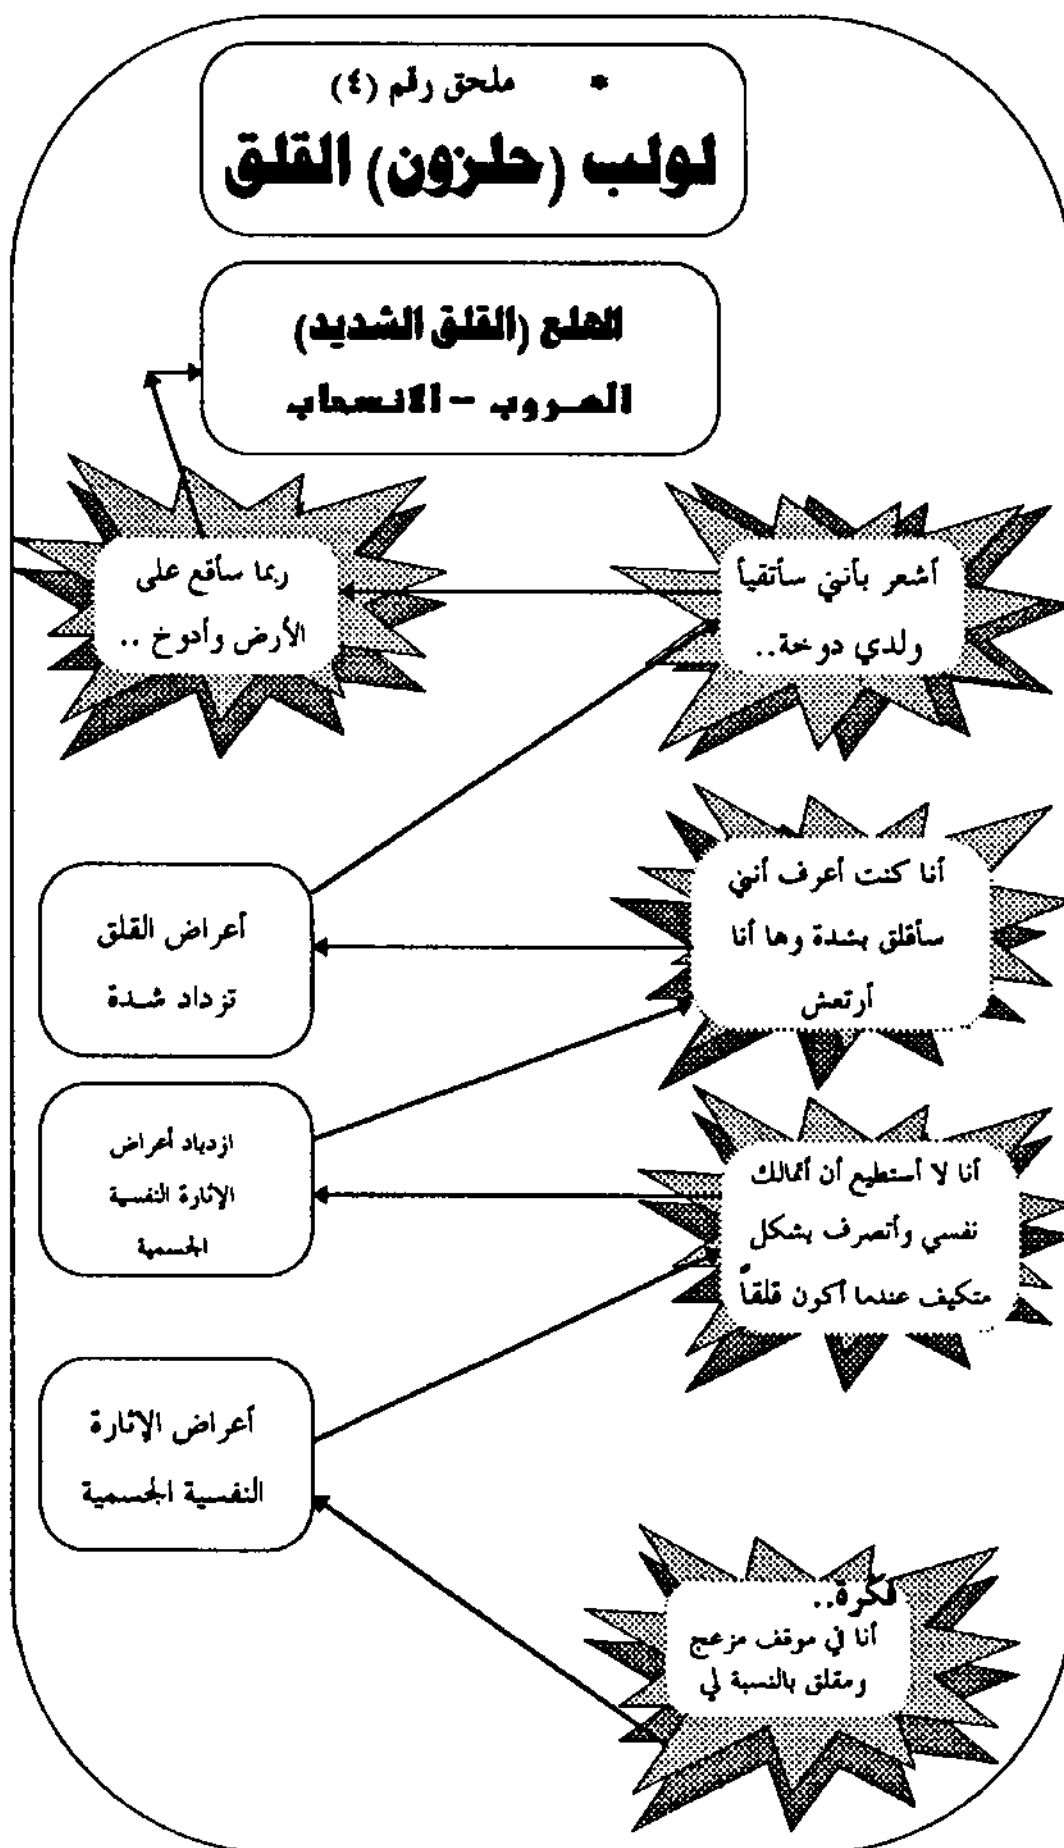 * ملحق رقم (٤)
لولب (حلزون) القلق
الهلع (القلق الشديد)
الهروب – الانسحاب
أشعر بأنني سأتقيأ
ولدي دوخة..
ربما سأقع على
الأرض وأدوخ ..
أنا كنت أعرف أنني
سأقلق بشدة وها أنا
أرتعش
أعراض القلق
تزداد شدة
أنا لا أستطيع أن أتمالك
نفسي وأتصرف بشكل
متكيف عندما أكون قلقاً
ازدياد أعراض
الإثارة النفسية
الجسمية
أعراض الإثارة
النفسية الجسمية
فكرة..
أنا في موقف مزعج
ومقلق بالنسبة لي